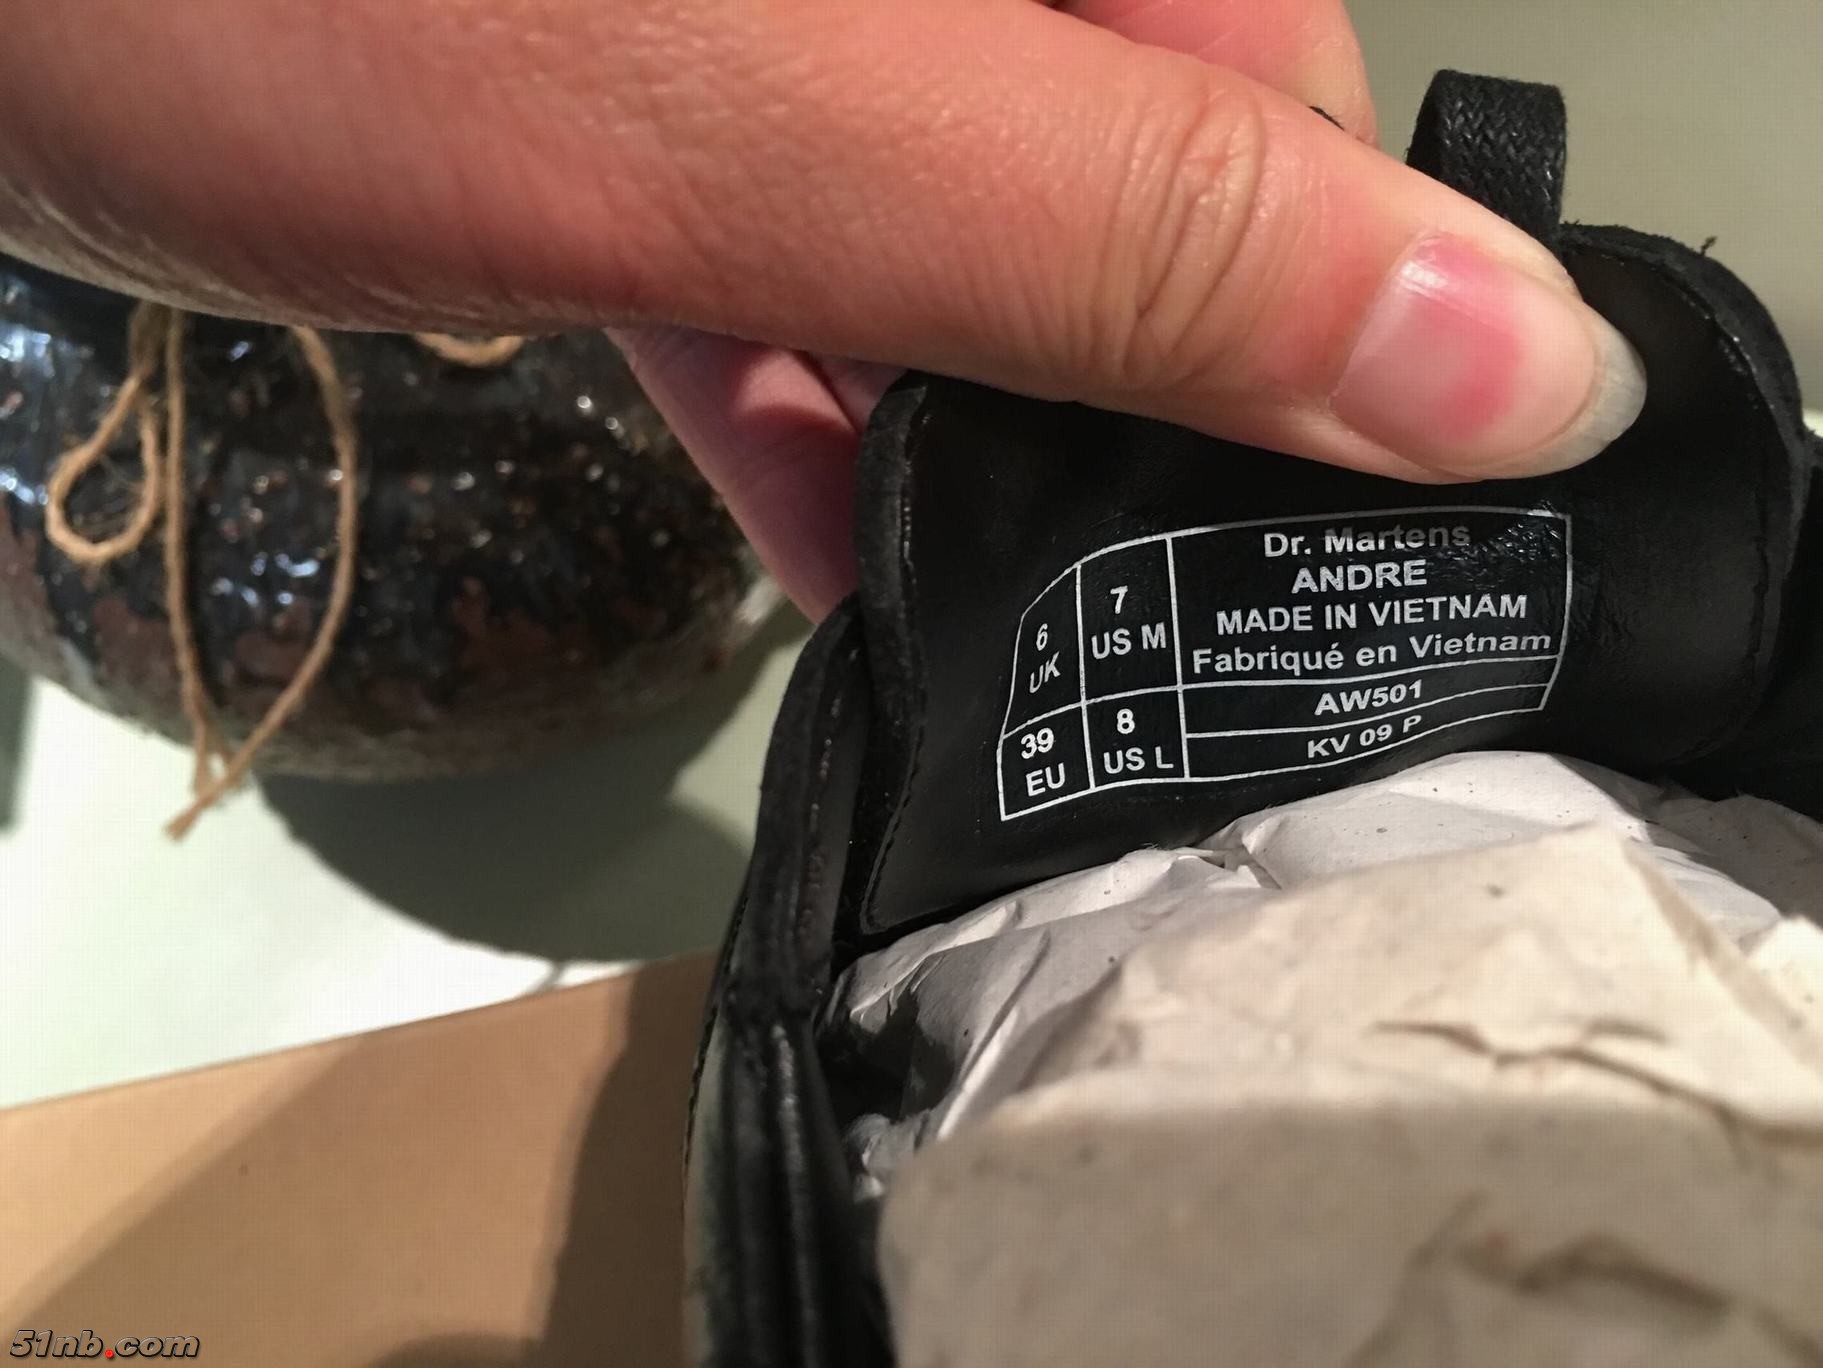 6
UK
7
US M
39
EU
8
US L
Dr. Martens
ANDRE
MADE IN VIETNAM
Fabriqué en Vietnam
AW501
KV 09 P
51nb.com